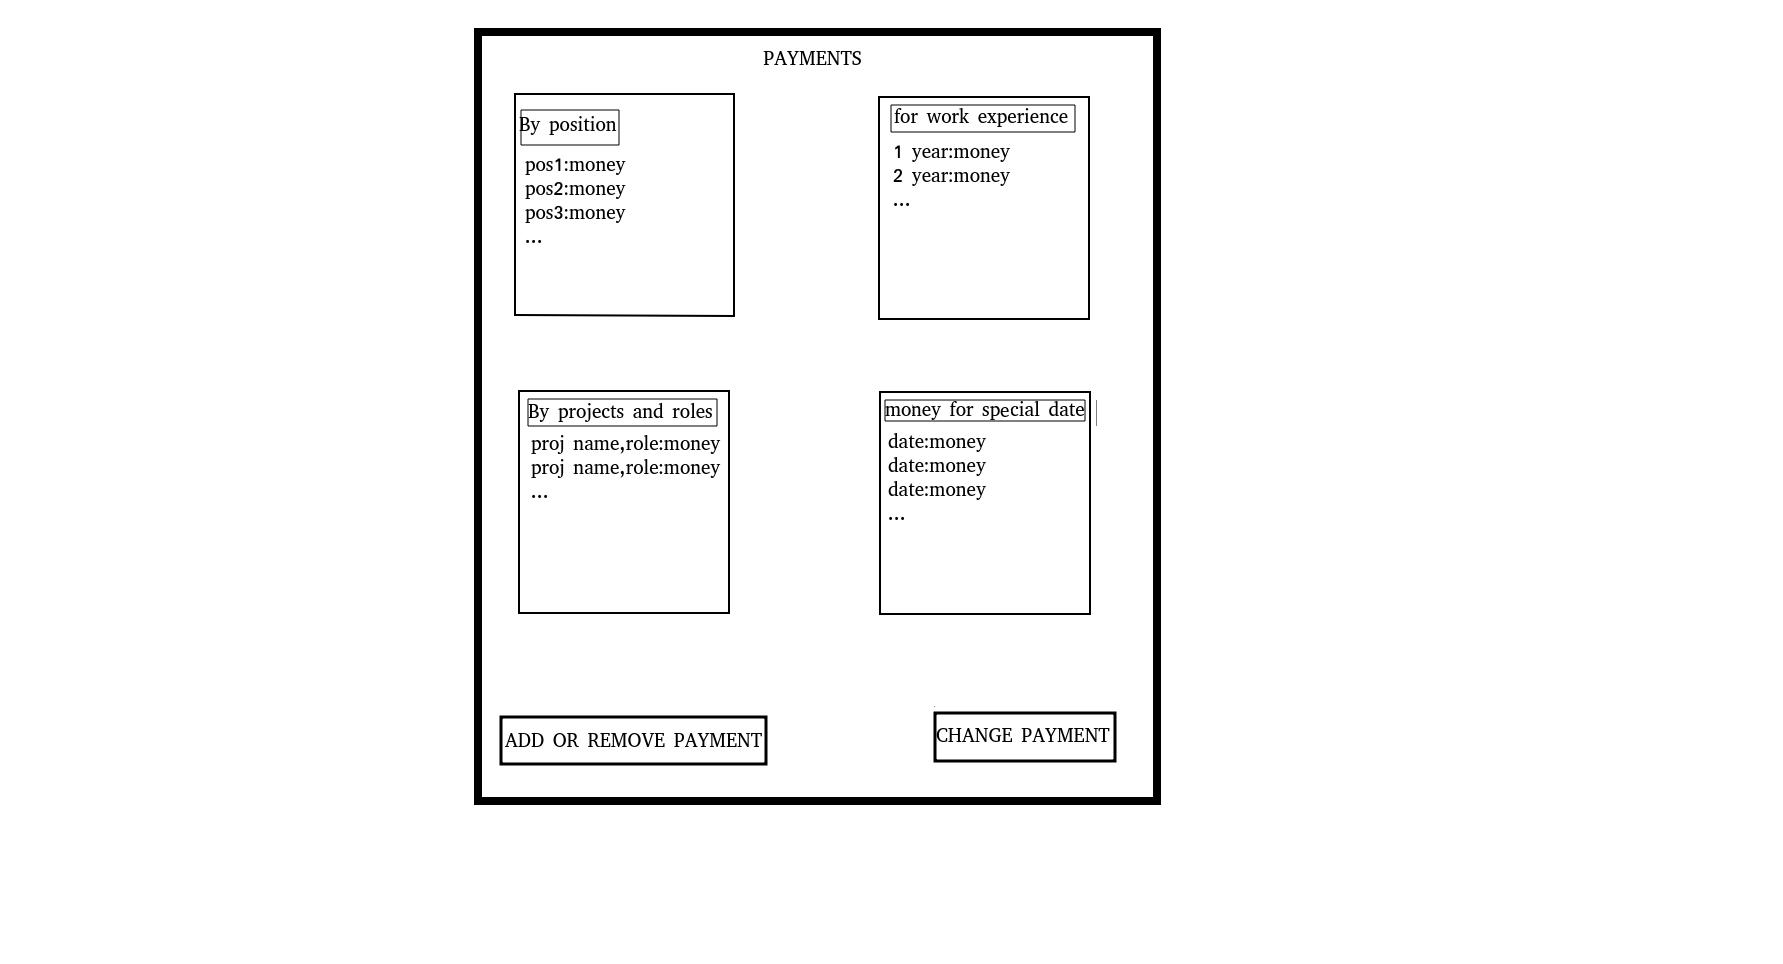 PAYMENTS
By position
pos1:money
pos2:money
pos3:money
...
for work experience
1 year:money
2 year:money
...
By projects and roles
proj name,role:money
proj name,role:money
...
money for special date
date:money
date:money
date:money
...
ADD OR REMOVE PAYMENT
CHANGE PAYMENT